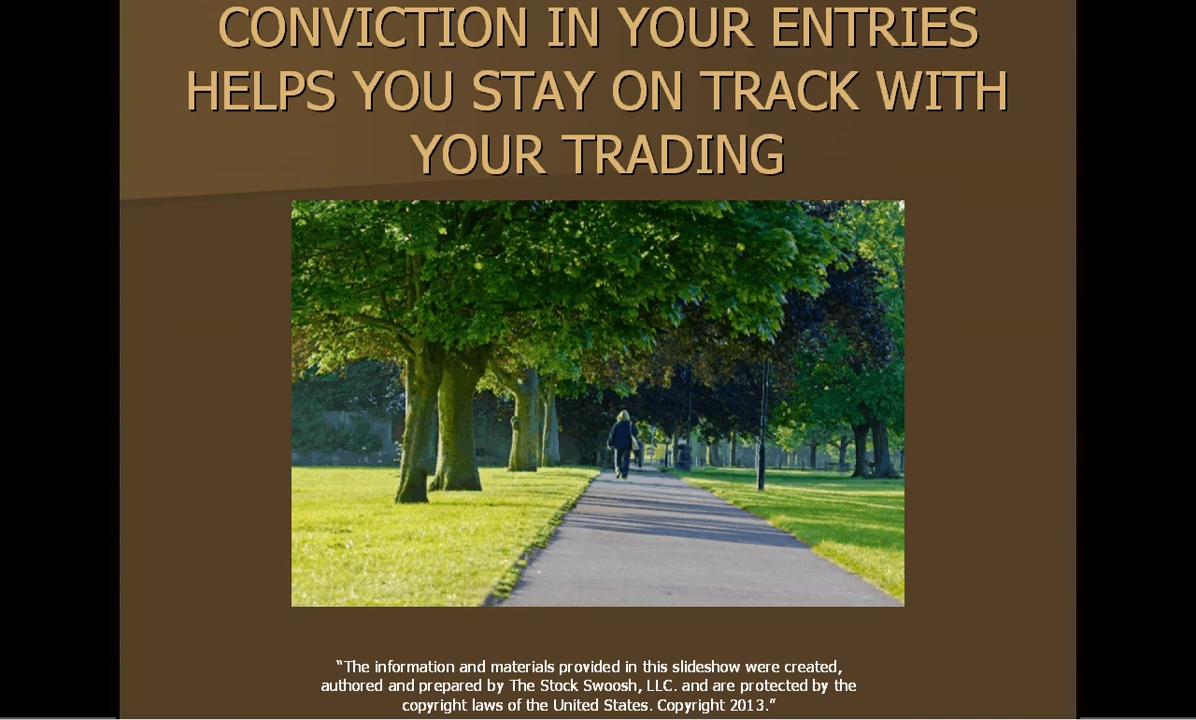 CONVICTION IN YOUR ENTRIES
HELPS YOU STAY ON TRACK WITH
YOUR TRADING
“The information and materials provided in this slideshow were created,
authored and prepared by The Stock Swoosh, LLC. and are protected by the
copyright laws of the United States. Copyright 2013.”